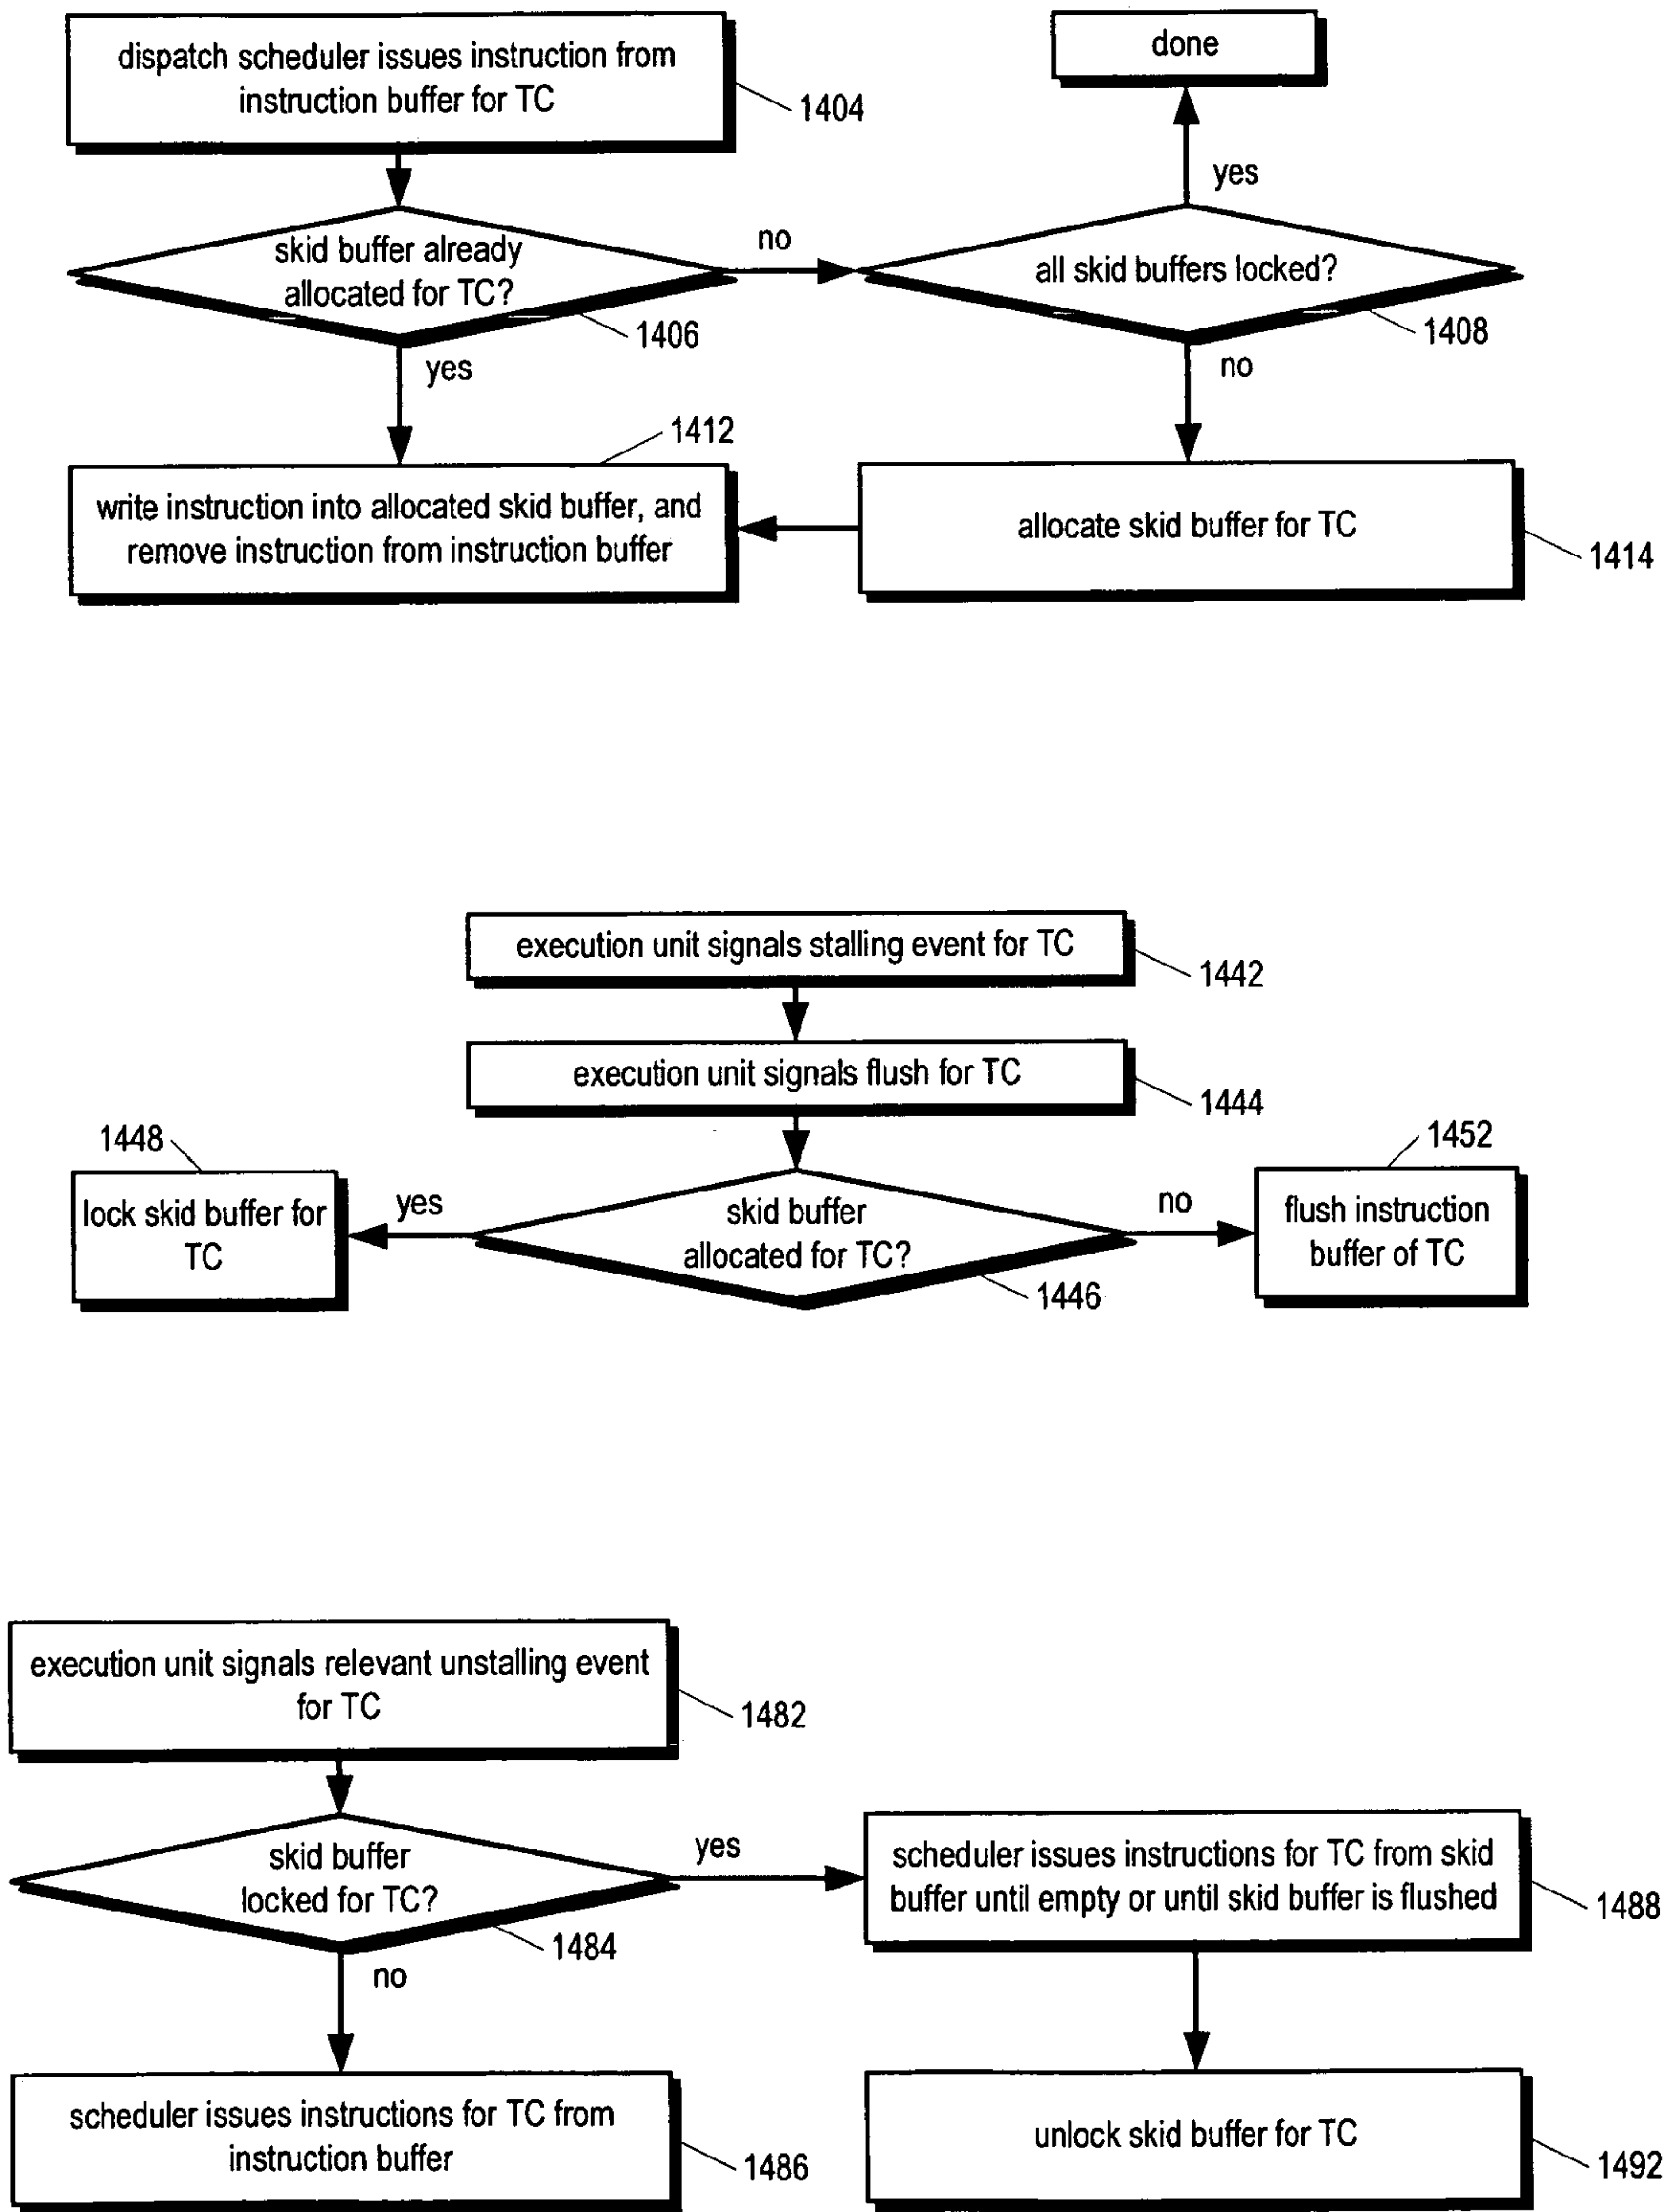 dispatch scheduler issues instruction from
instruction buffer for TC
1404
done
yes
skid buffer already
allocated for TC?
1406
no
all skid buffers locked?
1408
yes
no
1412
write instruction into allocated skid buffer, and
remove instruction from instruction buffer
allocate skid buffer for TC
1414
execution unit signals stalling event for TC
1442
execution unit signals flush for TC
1444
1448
lock skid buffer for
TC
yes
skid buffer
allocated for TC?
1446
no
1452
flush instruction
buffer of TC
execution unit signals relevant unstalling event
for TC
1482
skid buffer
locked for TC?
1484
yes
scheduler issues instructions for TC from skid
buffer until empty or until skid buffer is flushed
1488
no
scheduler issues instructions for TC from
instruction buffer
1486
unlock skid buffer for TC
1492